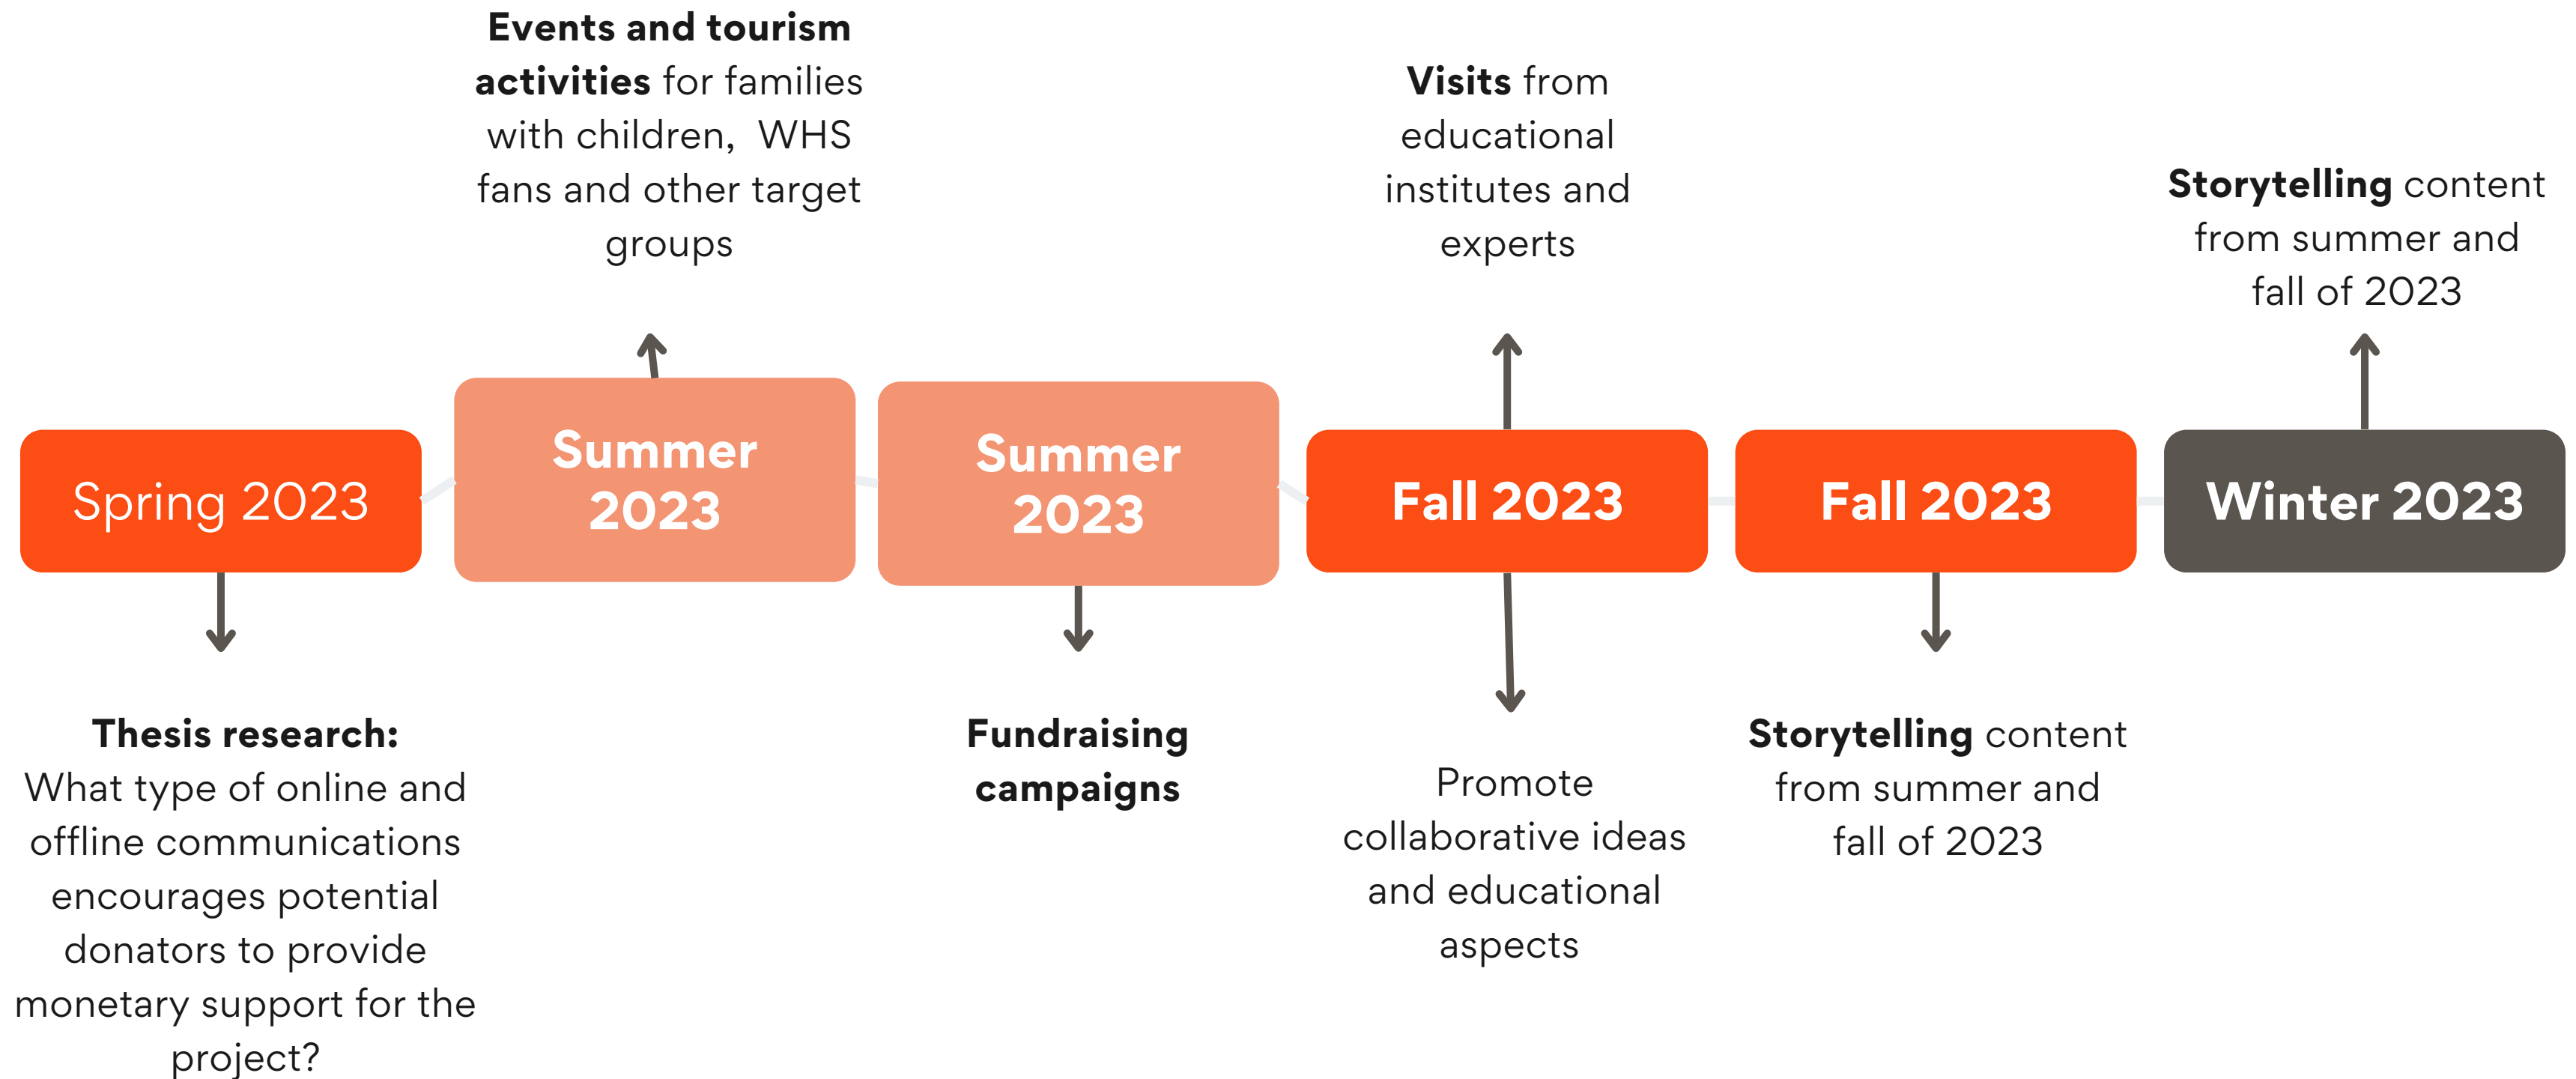 Events and tourism
activities for families
with children,  WHS
fans and other target
groups
Visits from
educational
institutes and
experts
Storytelling content
from summer and
fall of 2023
Spring 2023
Summer
2023
Summer
2023
Fall 2023
Fall 2023
Winter 2023
Thesis research:
What type of online and
offline communications
encourages potential
donators to provide
monetary support for the
project?
Fundraising
campaigns
Promote
collaborative ideas
and educational
aspects
Storytelling content
from summer and
fall of 2023